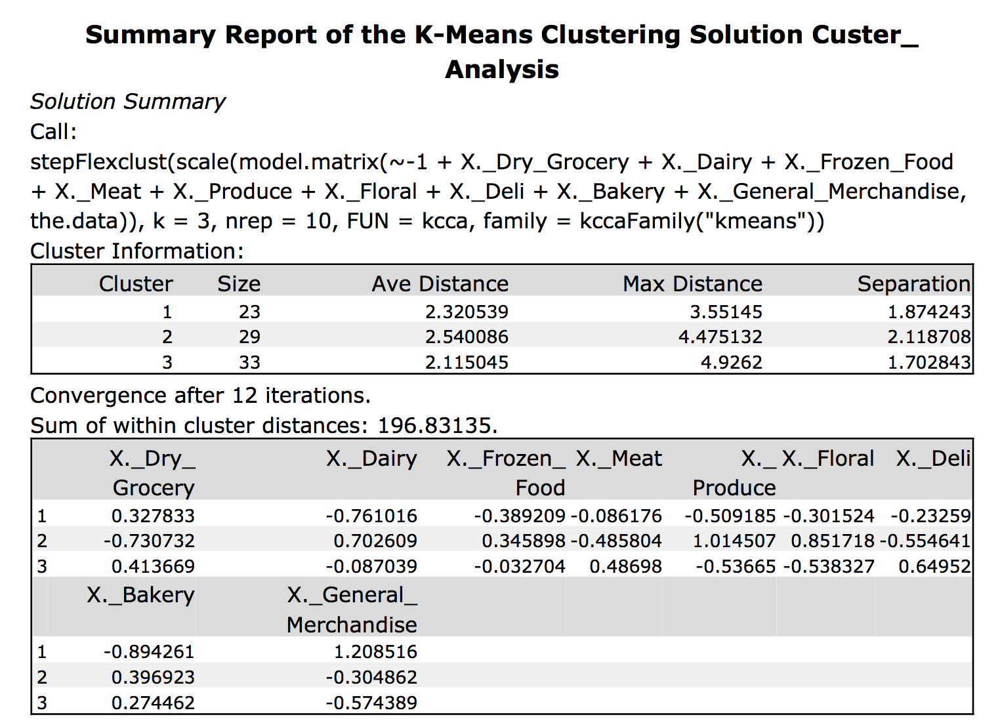 Summary Report of the K-Means Clustering Solution Custer_
Analysis
Solution Summary
Call:
stepFlexclust(scale(model.matrix(~-1 + X._Dry_Grocery + X._Dairy + X._Frozen_Food
+ X._Meat + X._Produce + X._Floral + X._Deli + X._Bakery + X._General_Merchandise,
the.data)), k = 3, nrep = 10, FUN = kcca, family = kccaFamily("kmeans"))
Cluster Information:
Cluster Size Ave Distance Max Distance Separation
1 23 2.320539 3.55145 1.874243
2 29 2.540086 4.475132 2.118708
3 33 2.115045 4.9262 1.702843
Convergence after 12 iterations.
Sum of within cluster distances: 196.83135.
X._Dry_ X._Dairy X._Frozen_ X._Meat X._ X._Floral X._Deli
Grocery Food Produce
1 0.327833 -0.761016 -0.389209 -0.086176 -0.509185 -0.301524 -0.23259
2 -0.730732 0.702609 0.345898 -0.485804 1.014507 0.851718 -0.554641
3 0.413669 -0.087039 -0.032704 0.48698 -0.53665 -0.538327 0.64952
X._Bakery X._General_
Merchandise
1 -0.894261 1.208516
2 0.396923 -0.304862
3 0.274462 -0.574389